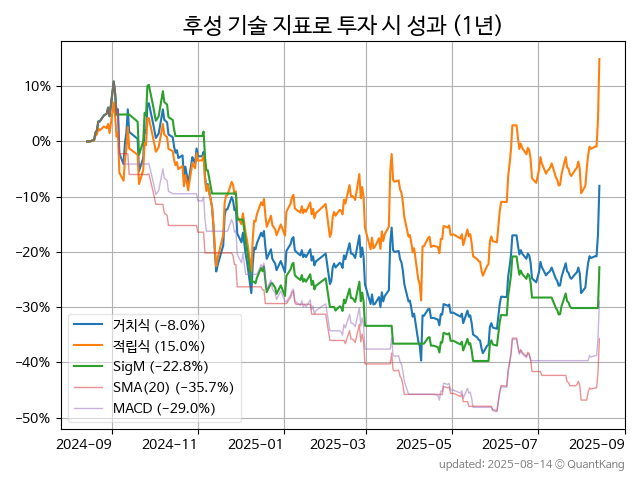 후성 기술 지표로 투자 시 성과 (1년)
10%
0%
−10%
−20%
−30%
−40%
−50%
거치식 (−8.0%)
적립식 (15.0%)
SigM (−22.8%)
SMA(20) (−35.7%)
MACD (−29.0%)
2024-09
2024-11
2025-01
2025-03
2025-05
2025-07
2025-09
updated: 2025-08-14 © QuantKang